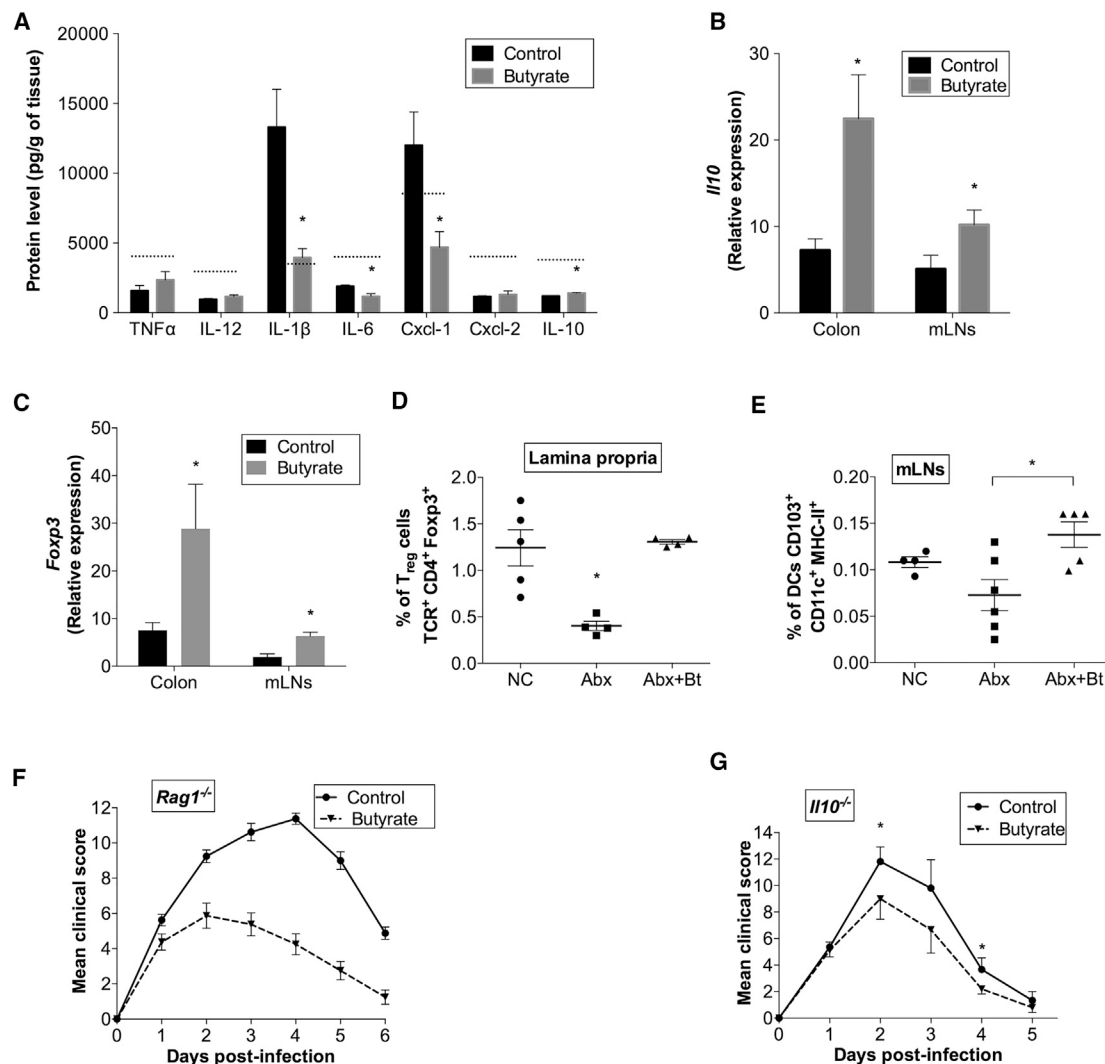 A
Protein level (pg/g of tissue)
20000
15000
10000
5000
0
Control
Butyrate
*
*
*
*
TNFα IL-12 IL-1β IL-6 Cxcl-1 Cxcl-2 IL-10
B
Il10
(Relative expression)
30
20
10
0
Control
Butyrate
*
*
Colon mLNs
C
Foxp3
(Relative expression)
50
40
30
20
10
0
Control
Butyrate
*
*
Colon mLNs
D
Lamina propria
% of Treg cells
TCR+ CD4+ Foxp3+
2.0
1.5
1.0
0.5
0.0
*
NC Abx Abx+Bt
E
mLNs
% of DCs CD103+
CD11c+ MHC-II+
0.20
0.15
0.10
0.05
0.00
*
NC Abx Abx+Bt
F
Rag1-/-
Control
Butyrate
Mean clinical score
12
10
8
6
4
2
0
0 1 2 3 4 5 6
Days post-infection
G
Il10-/-
Control
Butyrate
Mean clinical score
14
12
10
8
6
4
2
0
*
*
0 1 2 3 4 5
Days post-infection